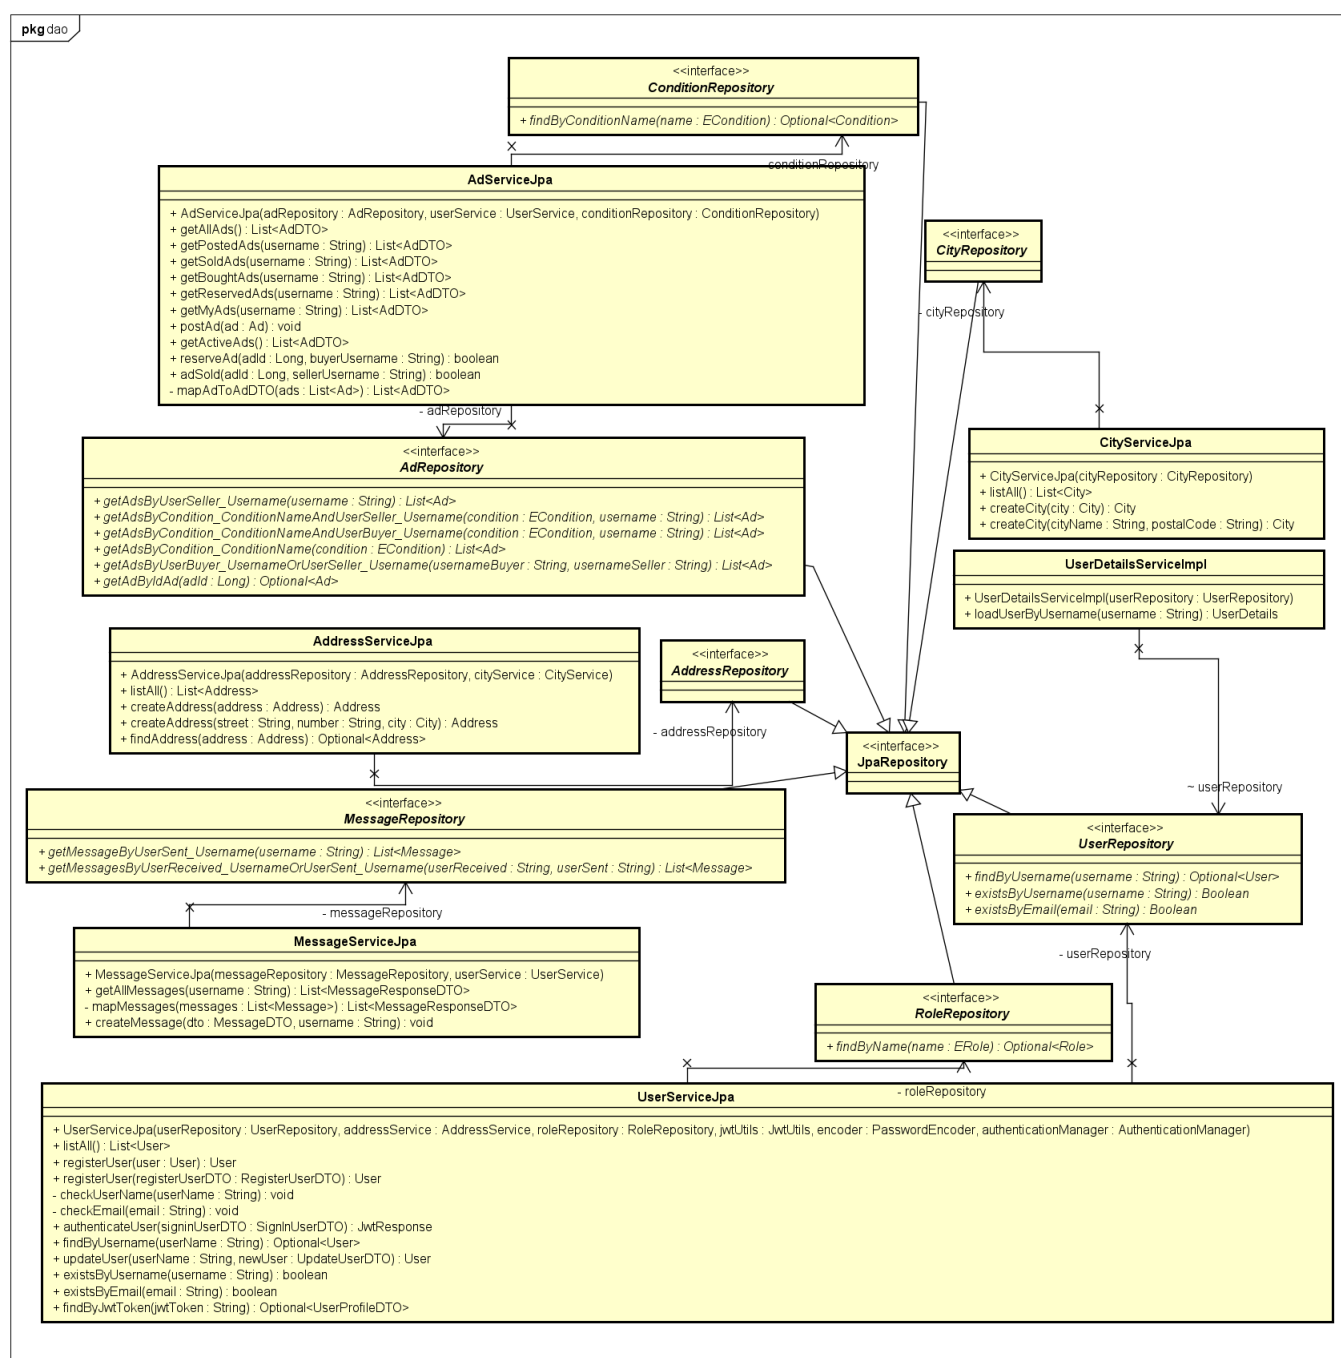 pkg dao
<<interface>>
ConditionRepository
+ findByConditionName(name : ECondition) : Optional<Condition>
- conditionRepository
AdServiceJpa
+ AdServiceJpa(adRepository : AdRepository, userService : UserService, conditionRepository : ConditionRepository)
+ getAllAds() : List<AdDTO>
+ getPostedAds(username : String) : List<AdDTO>
+ getSoldAds(username : String) : List<AdDTO>
+ getBoughtAds(username : String) : List<AdDTO>
+ getReservedAds(username : String) : List<AdDTO>
+ getMyAds(username : String) : List<AdDTO>
+ postAd(ad : Ad) : void
+ getActiveAds() : List<AdDTO>
+ reserveAd(adId : Long, buyerUsername : String) : boolean
+ adSold(adId : Long, sellerUsername : String) : boolean
- mapAdToAdDTO(ads : List<Ad>) : List<AdDTO>
<<interface>>
CityRepository
- cityRepository
- adRepository
<<interface>>
AdRepository
+ getAdsByUserSeller_Username(username : String) : List<Ad>
+ getAdsByCondition_ConditionNameAndUserSeller_Username(condition : ECondition, username : String) : List<Ad>
+ getAdsByCondition_ConditionNameAndUserBuyer_Username(condition : ECondition, username : String) : List<Ad>
+ getAdsByCondition_ConditionName(condition : ECondition) : List<Ad>
+ getAdsByUserBuyer_UsernameOrUserSeller_Username(usernameBuyer : String, usernameSeller : String) : List<Ad>
+ getAdByIdAd(adId : Long) : Optional<Ad>
CityServiceJpa
+ CityServiceJpa(cityRepository : CityRepository)
+ listAll() : List<City>
+ createCity(city : City) : City
+ createCity(cityName : String, postalCode : String) : City
UserDetailsServiceImpl
+ UserDetailsServiceImpl(userRepository : UserRepository)
+ loadUserByUsername(username : String) : UserDetails
AddressServiceJpa
+ AddressServiceJpa(addressRepository : AddressRepository, cityService : CityService)
+ listAll() : List<Address>
+ createAddress(address : Address) : Address
+ createAddress(street : String, number : String, city : City) : Address
+ findAddress(address : Address) : Optional<Address>
<<interface>>
AddressRepository
- addressRepository
<<interface>>
JpaRepository
~ userRepository
<<interface>>
MessageRepository
+ getMessageByUserSent_Username(username : String) : List<Message>
+ getMessagesByUserReceived_UsernameOrUserSent_Username(userReceived : String, userSent : String) : List<Message>
<<interface>>
UserRepository
+ findByUsername(username : String) : Optional<User>
+ existsByUsername(username : String) : Boolean
+ existsByEmail(email : String) : Boolean
- messageRepository
- userRepository
MessageServiceJpa
+ MessageServiceJpa(messageRepository : MessageRepository, userService : UserService)
+ getAllMessages(username : String) : List<MessageResponseDTO>
- mapMessages(messages : List<Message>) : List<MessageResponseDTO>
+ createMessage(dto : MessageDTO, username : String) : void
<<interface>>
RoleRepository
+ findByName(name : ERole) : Optional<Role>
- roleRepository
UserServiceJpa
+ UserServiceJpa(userRepository : UserRepository, addressService : AddressService, roleRepository : RoleRepository, jwtUtils : JwtUtils, encoder : PasswordEncoder, authenticationManager : AuthenticationManager)
+ listAll() : List<User>
+ registerUser(user : User) : User
+ registerUser(registerUserDTO : RegisterUserDTO) : User
- checkUserName(userName : String) : void
- checkEmail(email : String) : void
+ authenticateUser(signinUserDTO : SignInUserDTO) : JwtResponse
+ findByUsername(userName : String) : Optional<User>
+ updateUser(userName : String, newUser : UpdateUserDTO) : User
+ existsByUsername(username : String) : boolean
+ existsByEmail(email : String) : boolean
+ findByJwtToken(jwtToken : String) : Optional<UserProfileDTO>